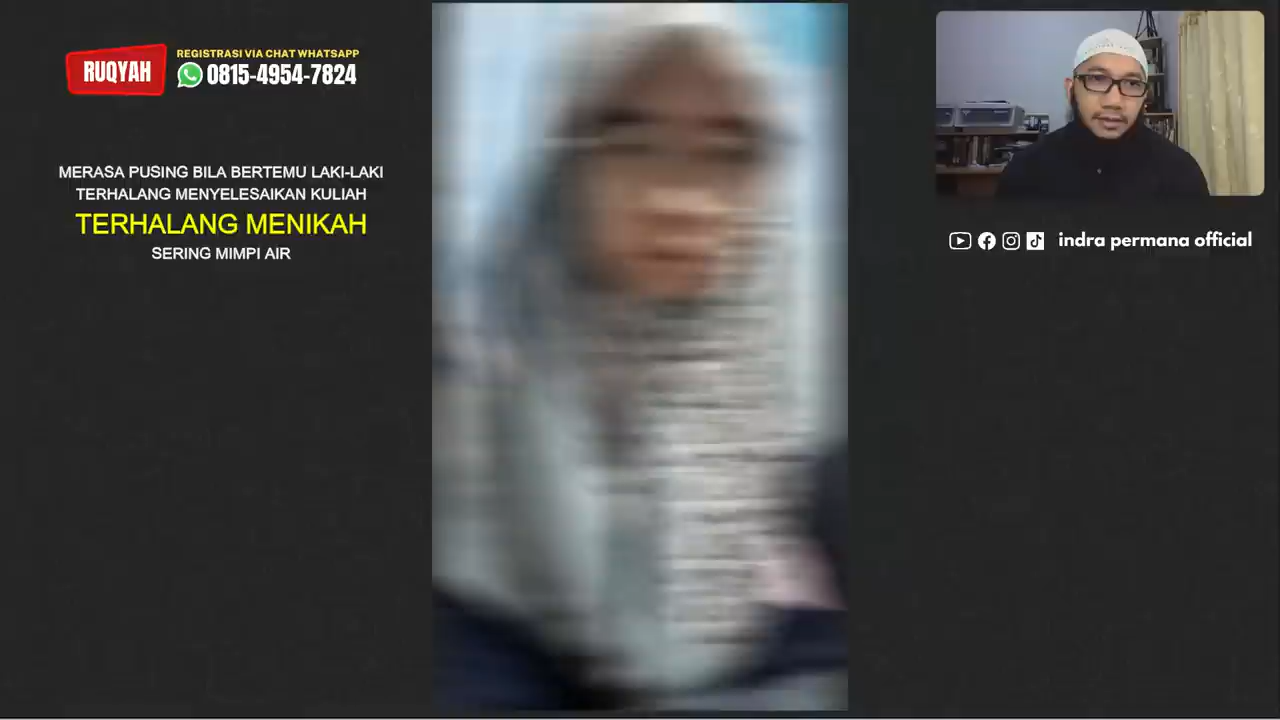 RUQYAH
REGISTRASI VIA CHAT WHATSAPP
0815-4954-7824
MERASA PUSING BILA BERTEMU LAKI-LAKI
TERHALANG MENYELESAIKAN KULIAH
TERHALANG MENIKAH
SERING MIMPI AIR
indra permana official